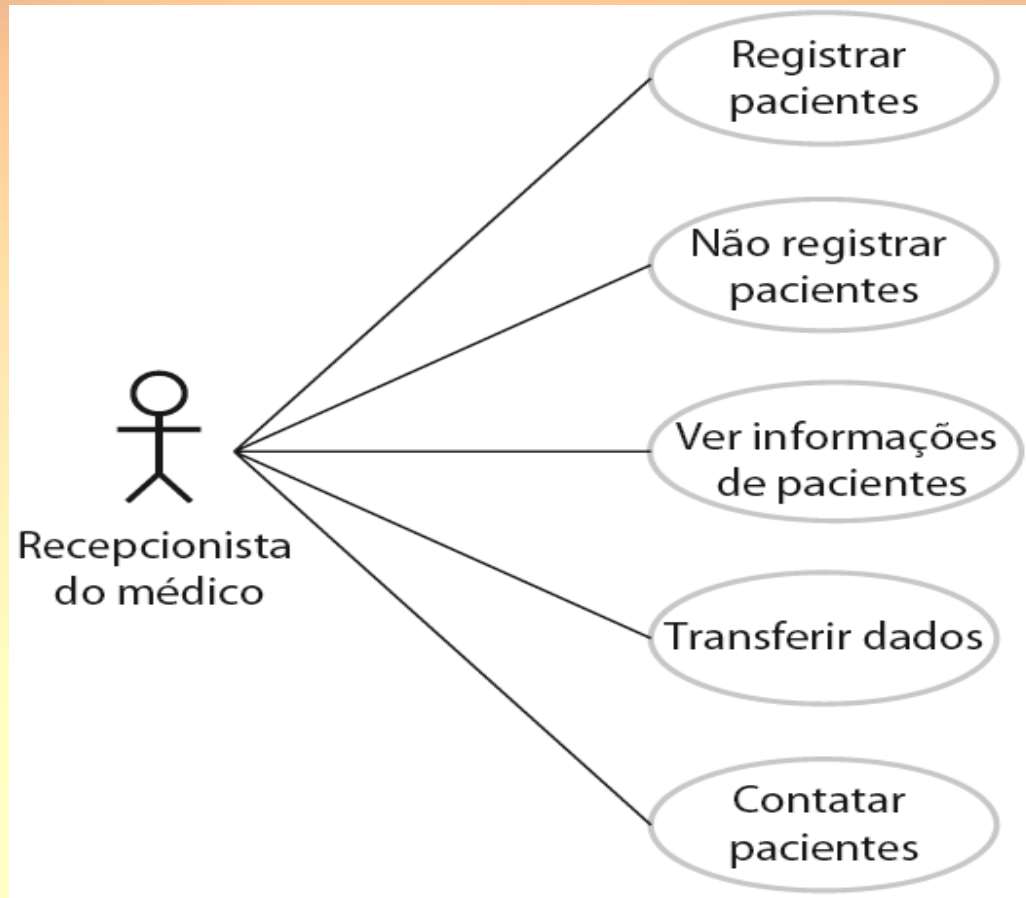 Registrar
pacientes
Não registrar
pacientes
Ver informações
de pacientes
Recepcionista
do médico
Transferir dados
Contatar
pacientes